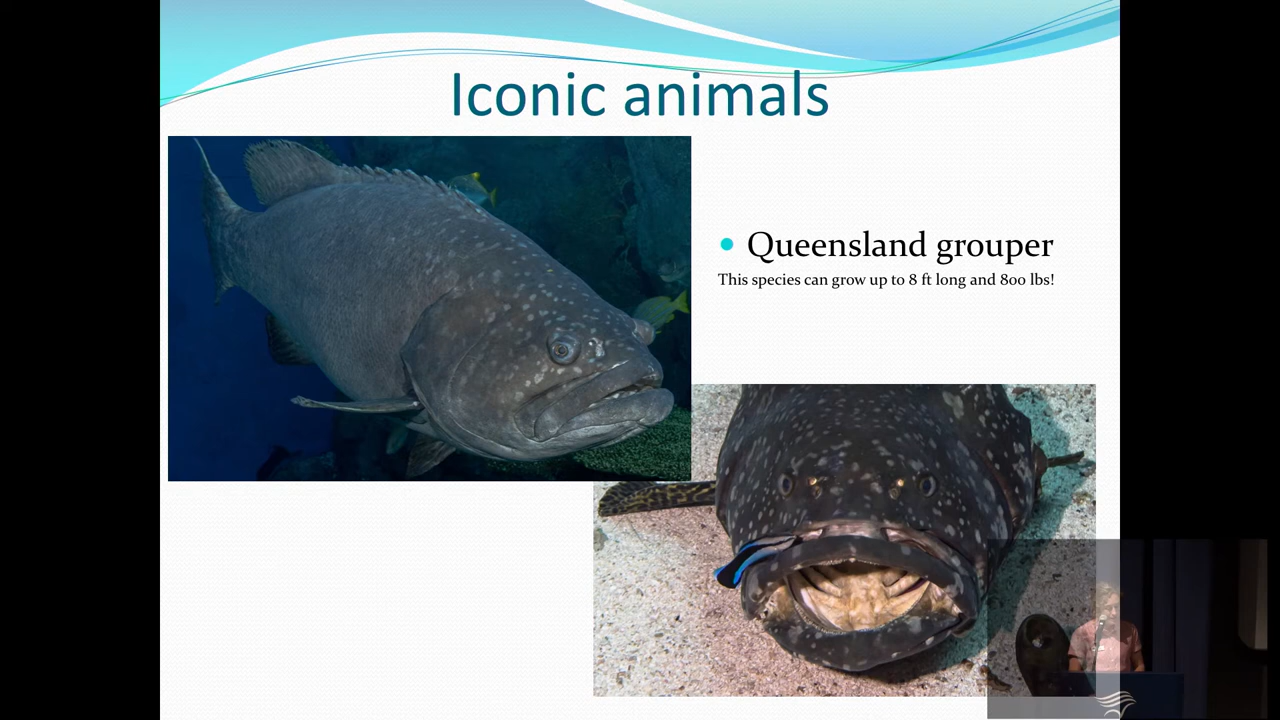 Iconic animals
Queensland grouper
This species can grow up to 8 ft long and 800 lbs!